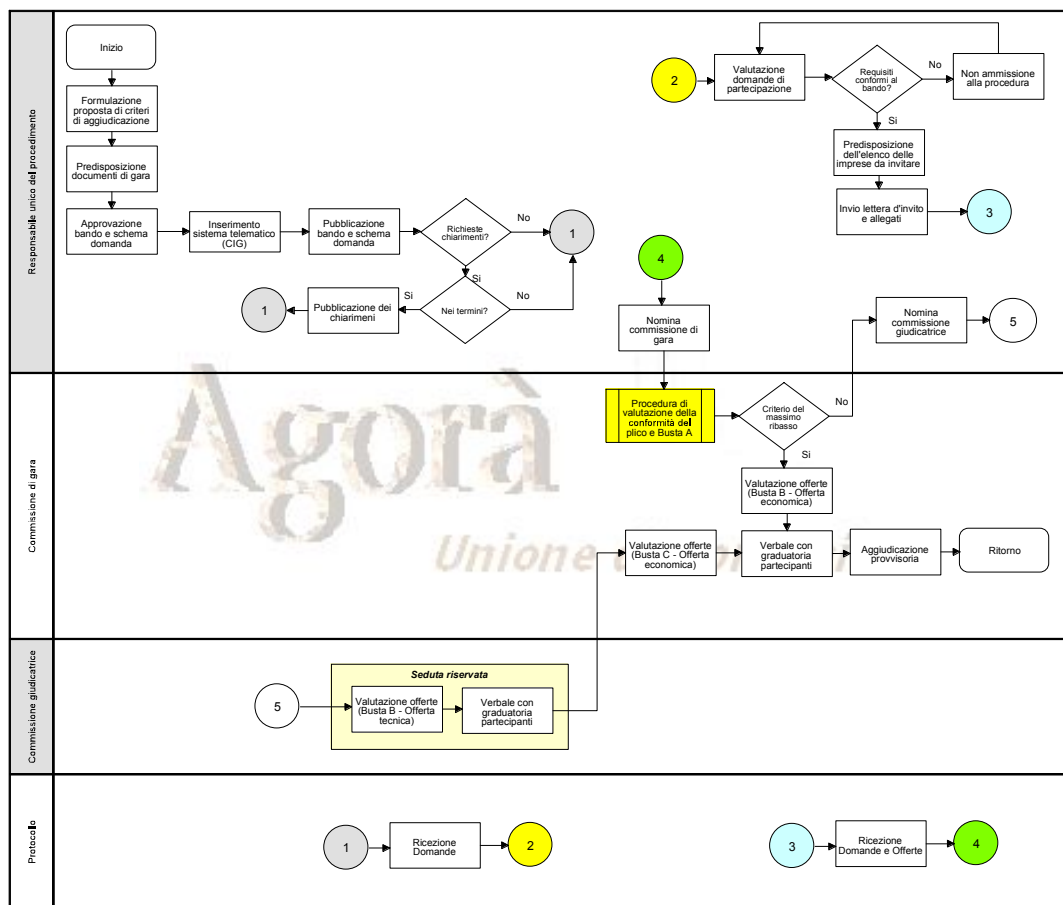 Responsabile unico del procedimento
Inizio
Formulazione
proposta di criteri
di aggiudicazione
Predisposizione
documenti di gara
Approvazione
bando e schema
domanda
Inserimento
sistema telematico
(CIG)
Pubblicazione
bando e schema
domanda
Richieste
chiarimenti?
No
1
Si
Nei termini?
No
Si
Pubblicazione dei
chiarimeni
1
2
Valutazione
domande di
partecipazione
Requisiti
conformi al
bando?
No
Non ammissione
alla procedura
Si
Predisposizione
dell'elenco delle
imprese da invitare
Invio lettera d'invito
e allegati
3
4
Nomina
commissione di
gara
Nomina
commissione
giudicatrice
5
Commissione di gara
Procedura di
valutazione della
conformità del
plico e Busta A
Criterio del
massimo
ribasso
No
Si
Valutazione offerte
(Busta B - Offerta
economica)
Valutazione offerte
(Busta C - Offerta
economica)
Verbale con
graduatoria
partecipanti
Aggiudicazione
provvisoria
Ritorno
Agorà
Unione
Commissione giudicatrice
Seduta riservata
5
Valutazione offerte
(Busta B - Offerta
tecnica)
Verbale con
graduatoria
partecipanti
Protocollo
1
Ricezione
Domande
2
3
Ricezione
Domande e Offerte
4